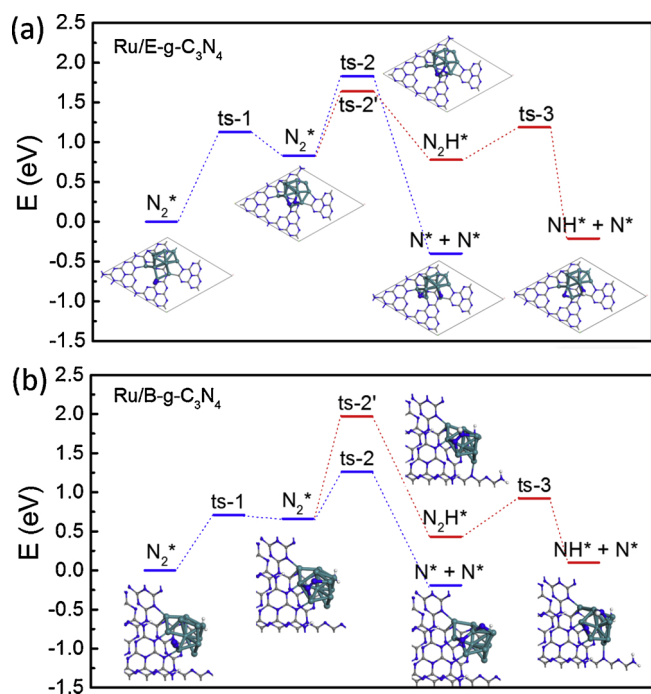 (a)
Ru/E-g-C₃N₄
E (eV)
2.5
2.0
1.5
1.0
0.5
0.0
-0.5
-1.0
-1.5
N₂*
ts-1
N₂*
ts-2
ts-2'
N₂H*
N* + N*
ts-3
NH* + N*
(b)
Ru/B-g-C₃N₄
E (eV)
2.5
2.0
1.5
1.0
0.5
0.0
-0.5
-1.0
-1.5
N₂*
ts-1
N₂*
ts-2'
ts-2
N₂H*
N* + N*
ts-3
NH* + N*